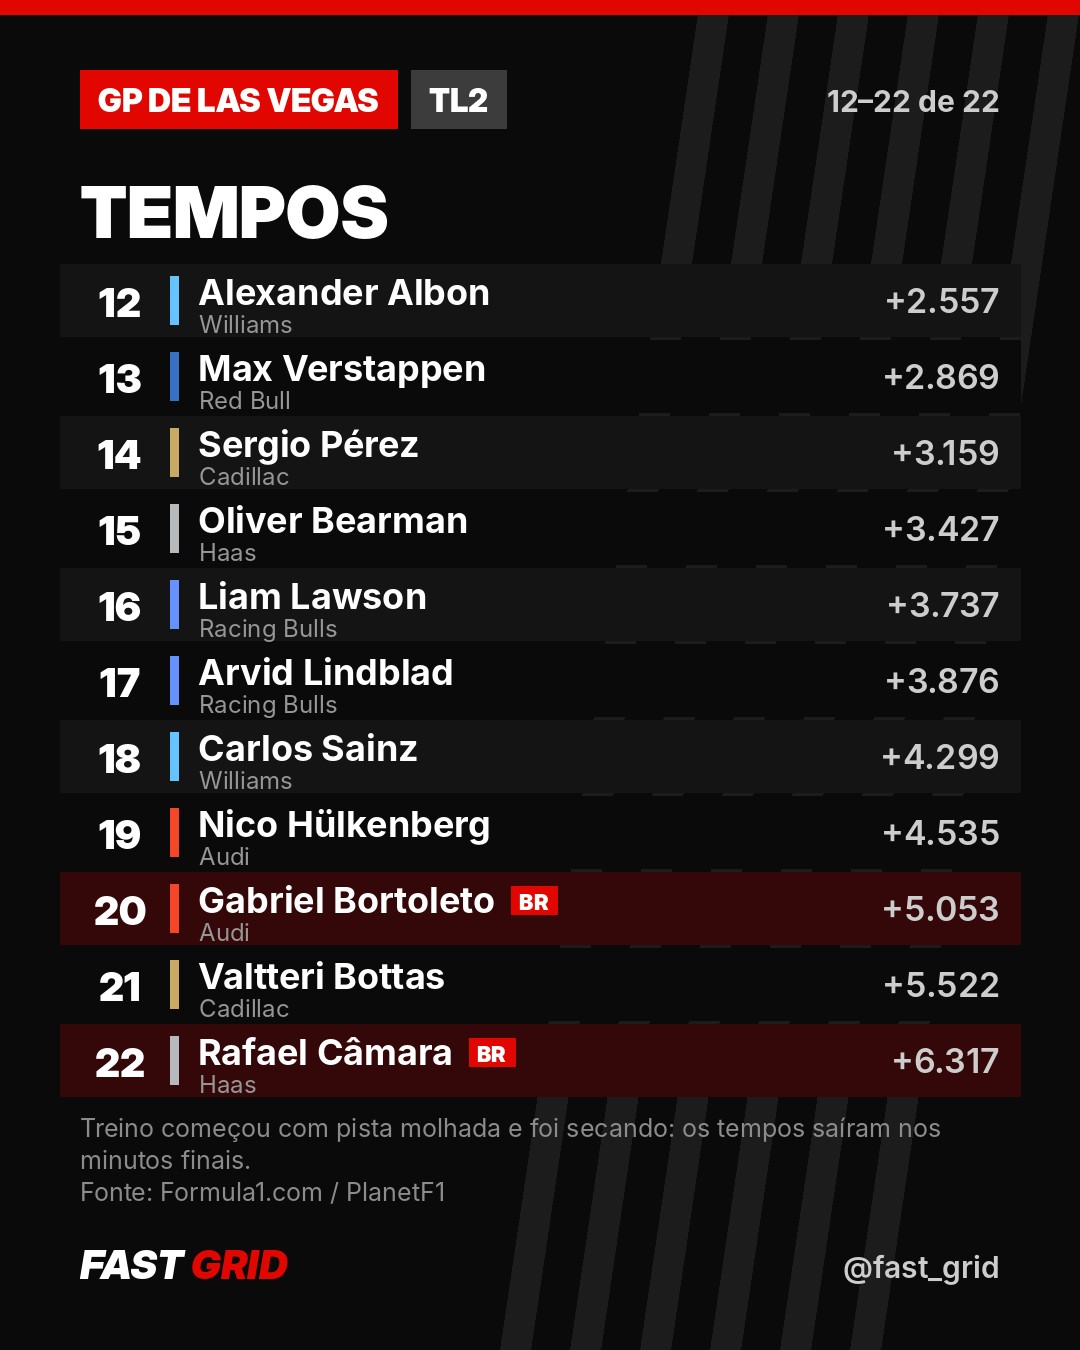 GP DE LAS VEGAS TL2 12–22 de 22
TEMPOS
12 Alexander Albon +2.557
Williams
13 Max Verstappen +2.869
Red Bull
14 Sergio Pérez +3.159
Cadillac
15 Oliver Bearman +3.427
Haas
16 Liam Lawson +3.737
Racing Bulls
17 Arvid Lindblad +3.876
Racing Bulls
18 Carlos Sainz +4.299
Williams
19 Nico Hülkenberg +4.535
Audi
20 Gabriel Bortoleto BR +5.053
Audi
21 Valtteri Bottas +5.522
Cadillac
22 Rafael Câmara BR +6.317
Haas
Treino começou com pista molhada e foi secando: os tempos saíram nos
minutos finais.
Fonte: Formula1.com / PlanetF1
FAST GRID @fast_grid